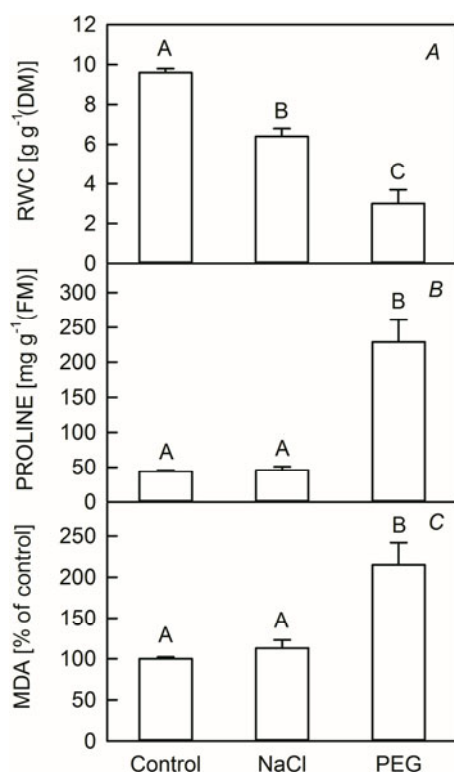 12
10
8
6
4
2
0
RWC [g g⁻¹(DM)]
A
B
C
A
300
250
200
150
100
50
0
PROLINE [mg g⁻¹(FM)]
A
A
B
B
250
200
150
100
50
0
MDA [% of control]
A
A
B
C
Control NaCl PEG